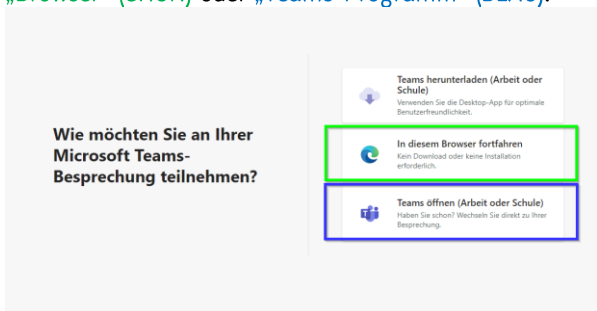 „Browser“ (GRÜN) oder „Teams-Programm“ (BLAU).
Teams herunterladen (Arbeit oder
Schule)
Verwenden Sie die Desktop-App für optimale
Benutzerfreundlichkeit.
Wie möchten Sie an Ihrer
Microsoft Teams-
Besprechung teilnehmen?
In diesem Browser fortfahren
Kein Download oder keine Installation
erforderlich.
Teams öffnen (Arbeit oder Schule)
Haben Sie schon? Wechseln Sie direkt zu Ihrer
Besprechung.